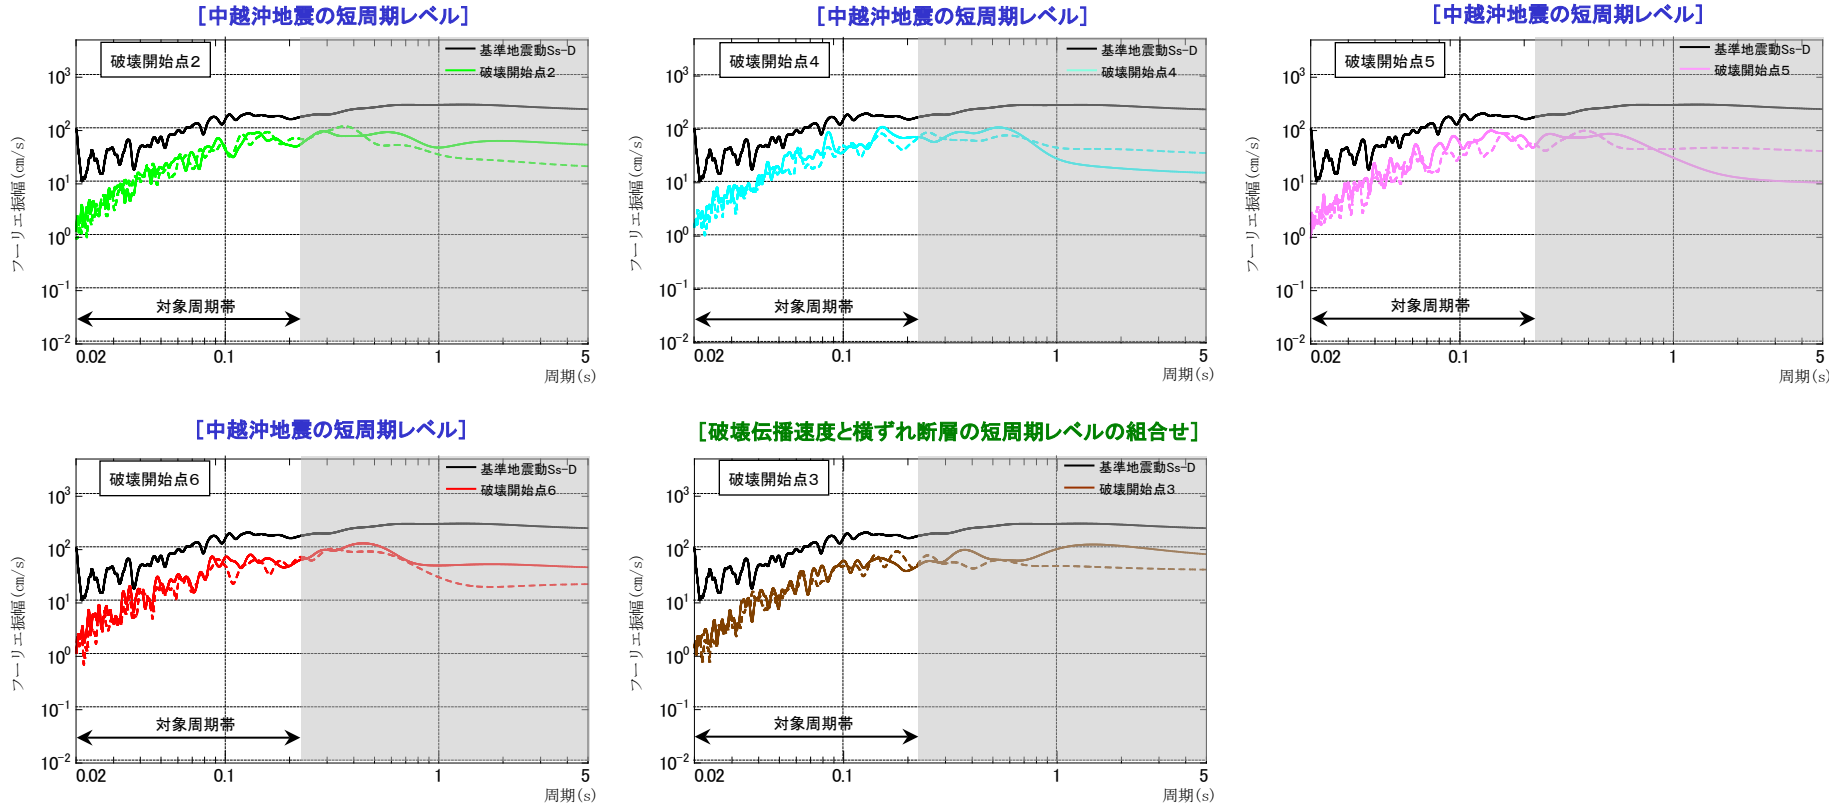 [中越沖地震の短周期レベル]
破壊開始点2
基準地震動Ss-D
破壊開始点2
10³
10²
10¹
10⁰
10⁻¹
10⁻²
フーリエ振幅(cm/s)
対象周期帯
0.02 0.1 1 5
周期(s)
[中越沖地震の短周期レベル]
破壊開始点4
基準地震動Ss-D
破壊開始点4
10³
10²
10¹
10⁰
10⁻¹
10⁻²
フーリエ振幅(cm/s)
対象周期帯
0.02 0.1 1 5
周期(s)
[中越沖地震の短周期レベル]
破壊開始点5
基準地震動Ss-D
破壊開始点5
10³
10²
10¹
10⁰
10⁻¹
10⁻²
フーリエ振幅(cm/s)
対象周期帯
0.02 0.1 1 5
周期(s)
[中越沖地震の短周期レベル]
破壊開始点6
基準地震動Ss-D
破壊開始点6
10³
10²
10¹
10⁰
10⁻¹
10⁻²
フーリエ振幅(cm/s)
対象周期帯
0.02 0.1 1 5
周期(s)
[破壊伝播速度と横ずれ断層の短周期レベルの組合せ]
破壊開始点3
基準地震動Ss-D
破壊開始点3
10³
10²
10¹
10⁰
10⁻¹
10⁻²
フーリエ振幅(cm/s)
対象周期帯
0.02 0.1 1 5
周期(s)